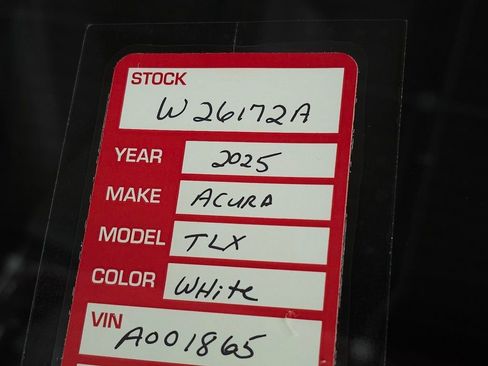 STOCK
W26172A
YEAR 2025
MAKE ACURA
MODEL TLX
COLOR WHite
VIN
A001865